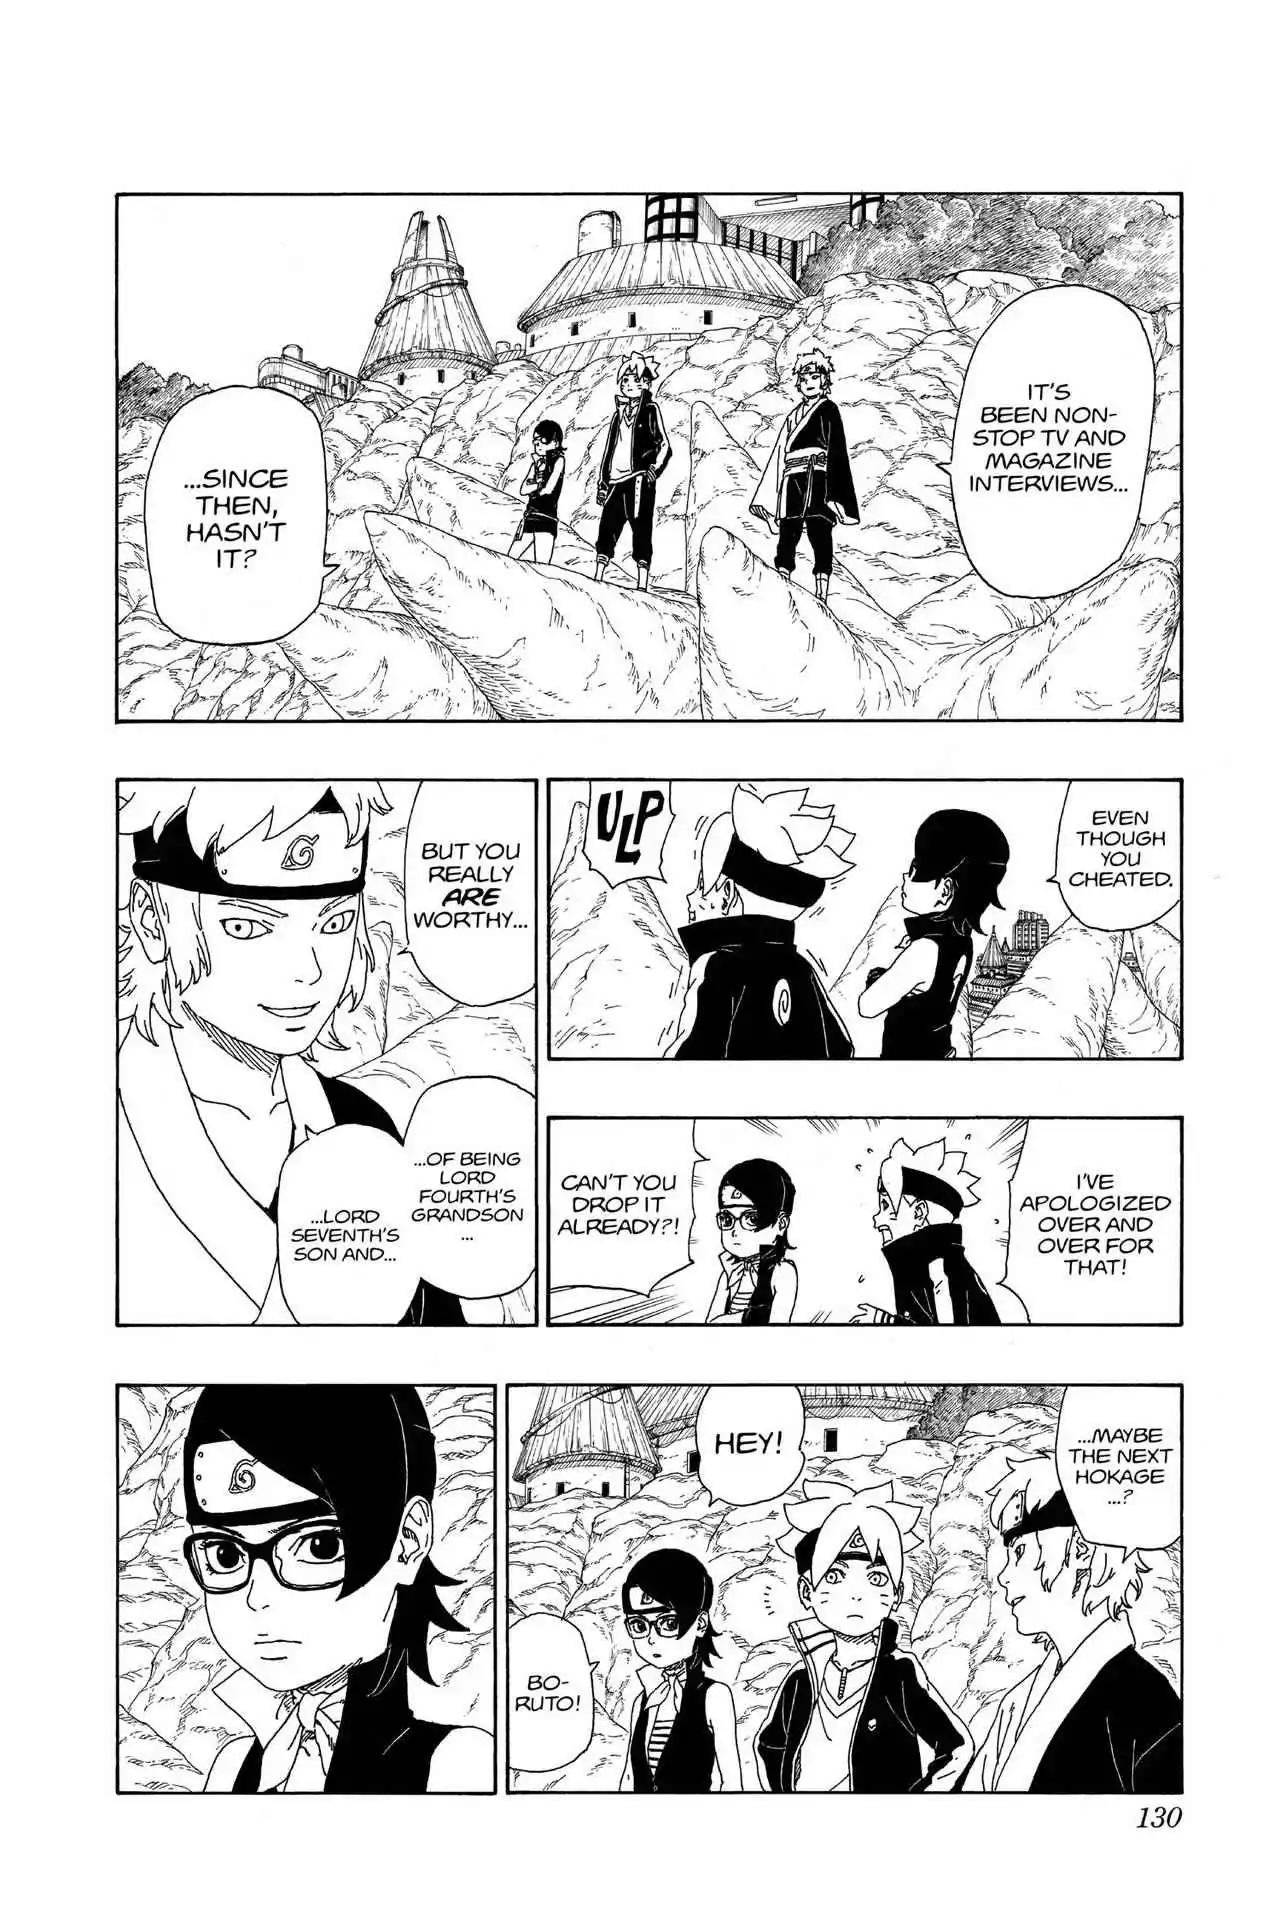 IT'S
BEEN NON-
STOP TV AND
MAGAZINE
INTERVIEWS...
...SINCE
THEN,
HASN'T
IT?
EVEN
THOUGH
YOU
CHEATED.
ULP
I'VE
APOLOGIZED
OVER AND
OVER FOR
THAT!
CAN'T YOU
DROP IT
ALREADY?!
BUT YOU
REALLY
ARE
WORTHY...
...OF BEING
LORD
FOURTH'S
GRANDSON
...
...LORD
SEVENTH'S
SON AND...
...MAYBE
THE NEXT
HOKAGE
...?
HEY!
BO-
RUTO!
130